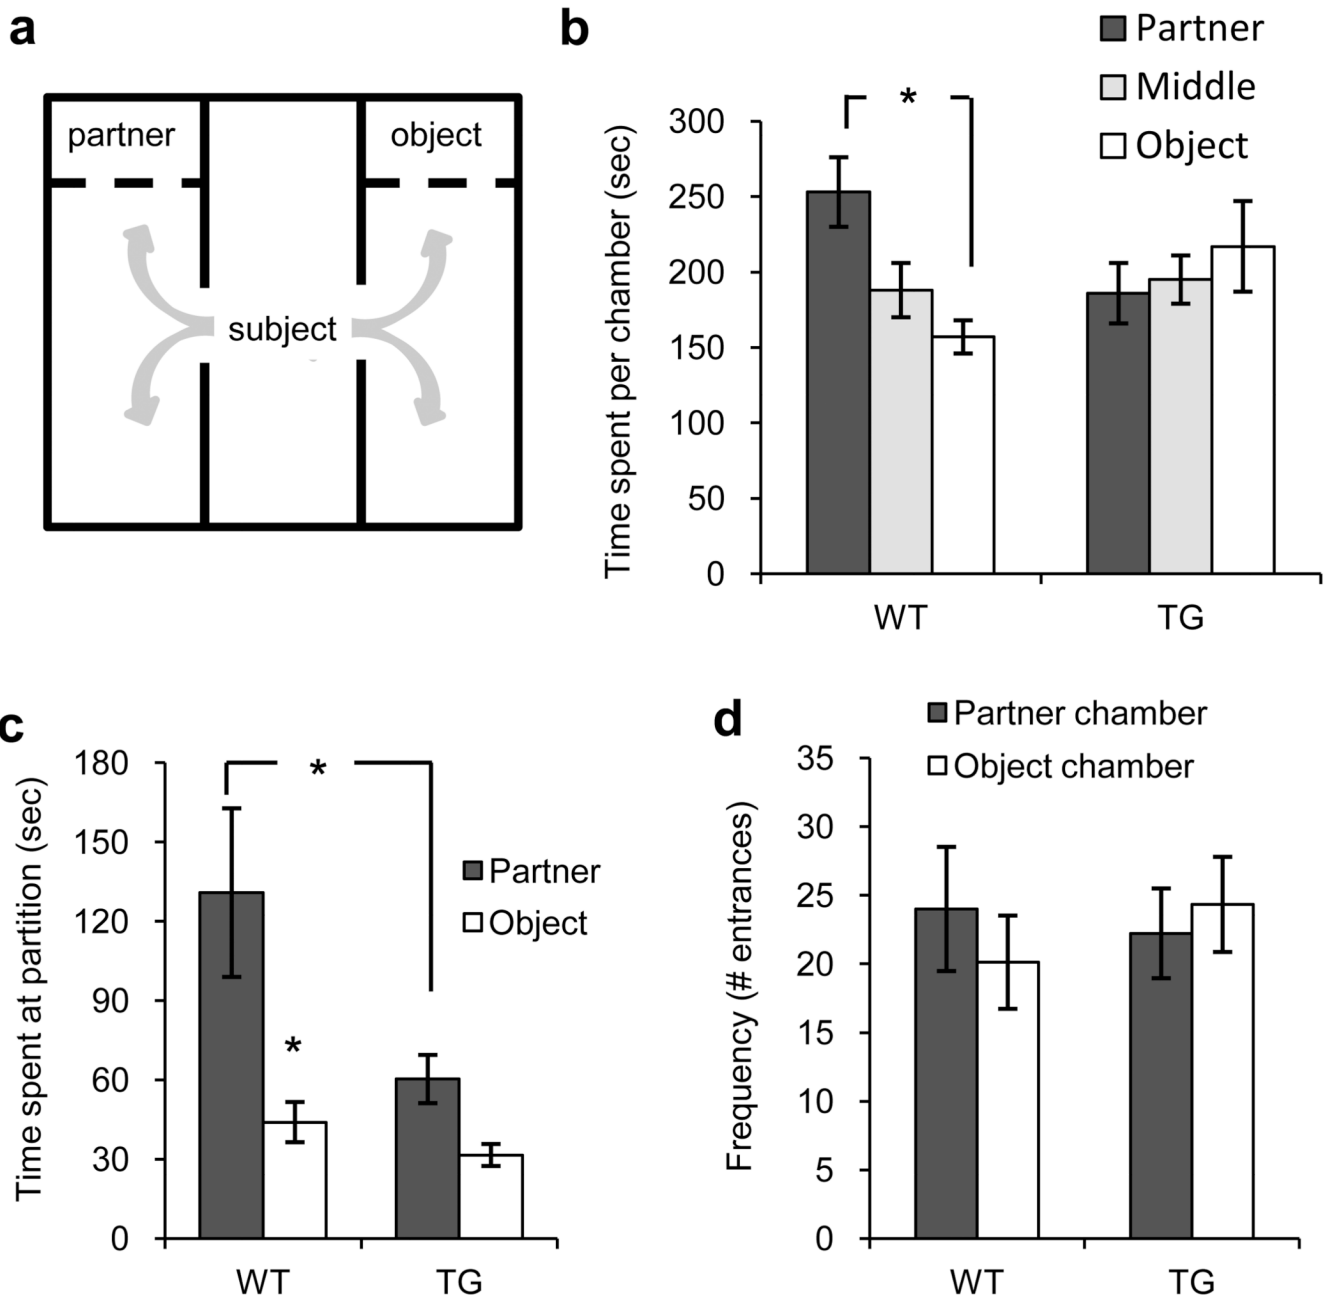 a
partner
object
subject
b
Partner
Middle
Object
*
Time spent per chamber (sec)
300
250
200
150
100
50
0
WT
TG
c
*
*
Partner
Object
Time spent at partition (sec)
180
150
120
90
60
30
0
WT
TG
d
Partner chamber
Object chamber
Frequency (# entrances)
35
30
25
20
15
10
5
0
WT
TG